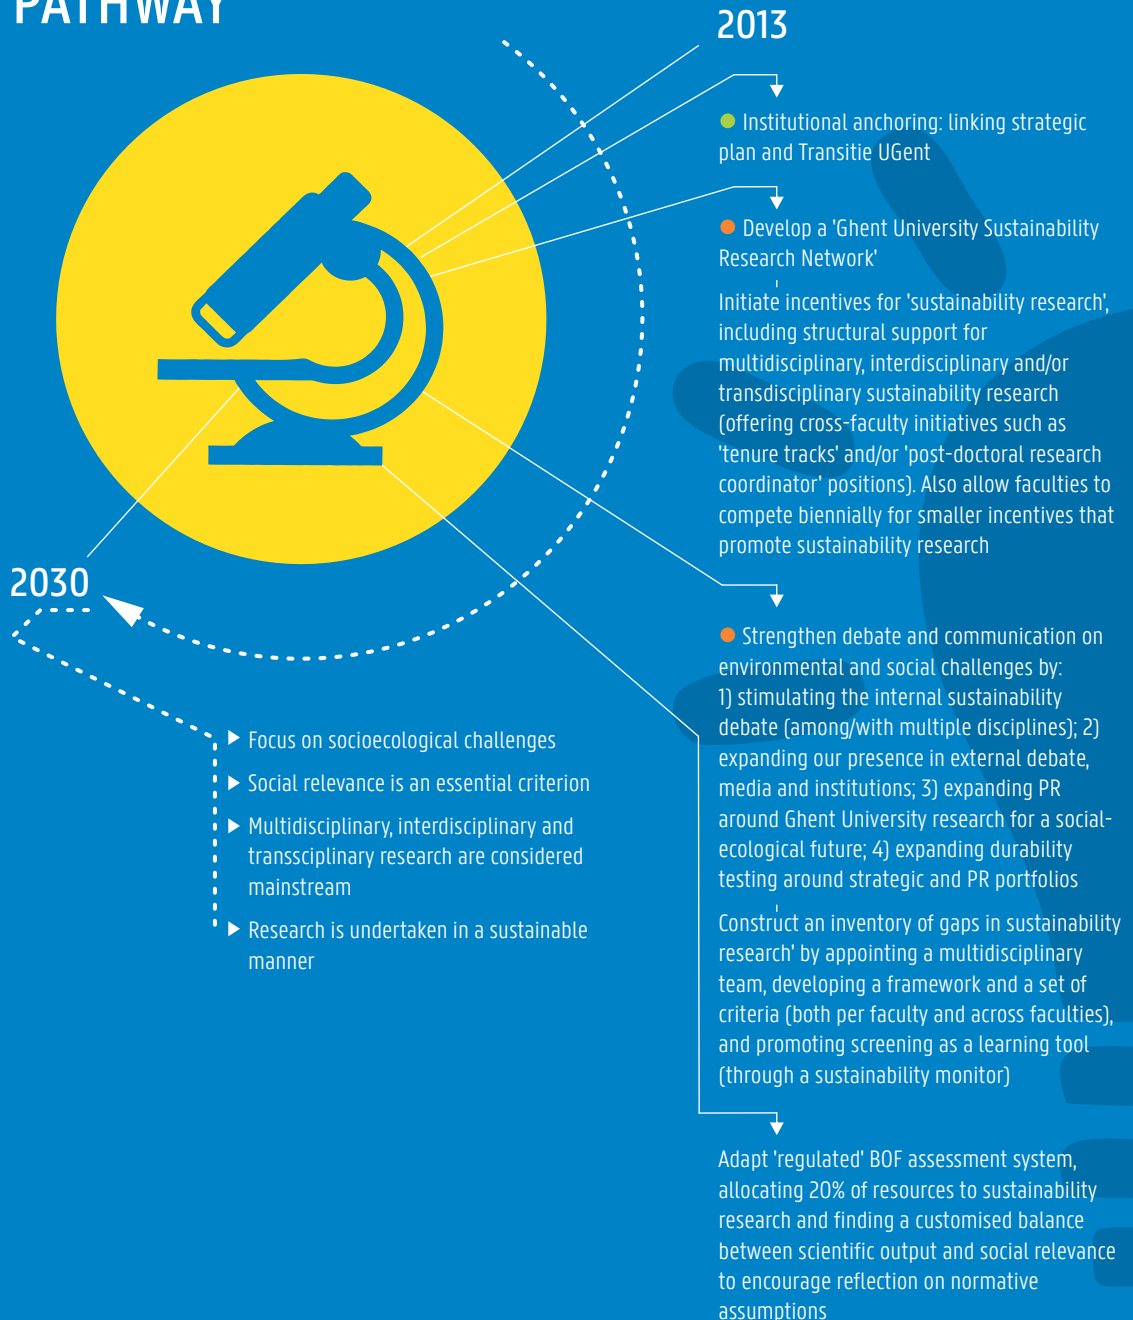 PATHWAY
2013
Institutional anchoring: linking strategic
plan and Transitie UGent
Develop a 'Ghent University Sustainability
Research Network'
Initiate incentives for 'sustainability research',
including structural support for
multidisciplinary, interdisciplinary and/or
transdisciplinary sustainability research
(offering cross-faculty initiatives such as
'tenure tracks' and/or 'post-doctoral research
coordinator' positions). Also allow faculties to
compete biennially for smaller incentives that
promote sustainability research
Strengthen debate and communication on
environmental and social challenges by:
1) stimulating the internal sustainability
debate (among/with multiple disciplines); 2)
expanding our presence in external debate,
media and institutions; 3) expanding PR
around Ghent University research for a social-
ecological future; 4) expanding durability
testing around strategic and PR portfolios
Construct an inventory of gaps in sustainability
research' by appointing a multidisciplinary
team, developing a framework and a set of
criteria (both per faculty and across faculties),
and promoting screening as a learning tool
(through a sustainability monitor)
Adapt 'regulated' BOF assessment system,
allocating 20% of resources to sustainability
research and finding a customised balance
between scientific output and social relevance
to encourage reflection on normative
assumptions
2030
Focus on socioecological challenges
Social relevance is an essential criterion
Multidisciplinary, interdisciplinary and
transsciplinary research are considered
mainstream
Research is undertaken in a sustainable
manner